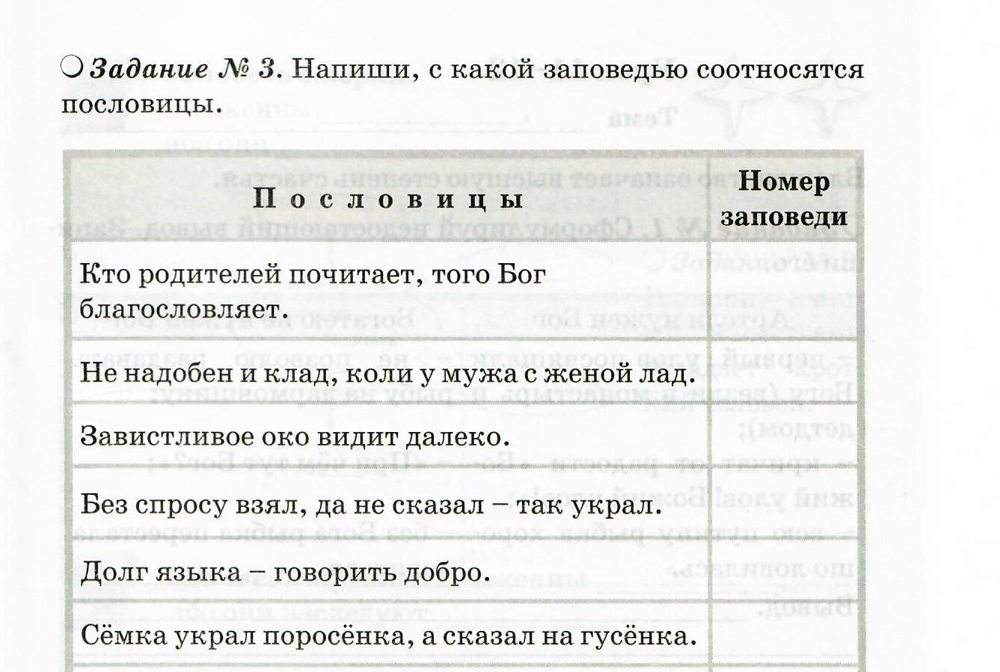 Задание № 3. Напиши, с какой заповедью соотносятся
пословицы.
Пословицы
Номер
заповеди
Кто родителей почитает, того Бог
благословляет.
Не надобен и клад, коли у мужа с женой лад.
Завистливое око видит далеко.
Без спросу взял, да не сказал – так украл.
Долг языка – говорить добро.
Сёмка украл поросёнка, а сказал на гусёнка.